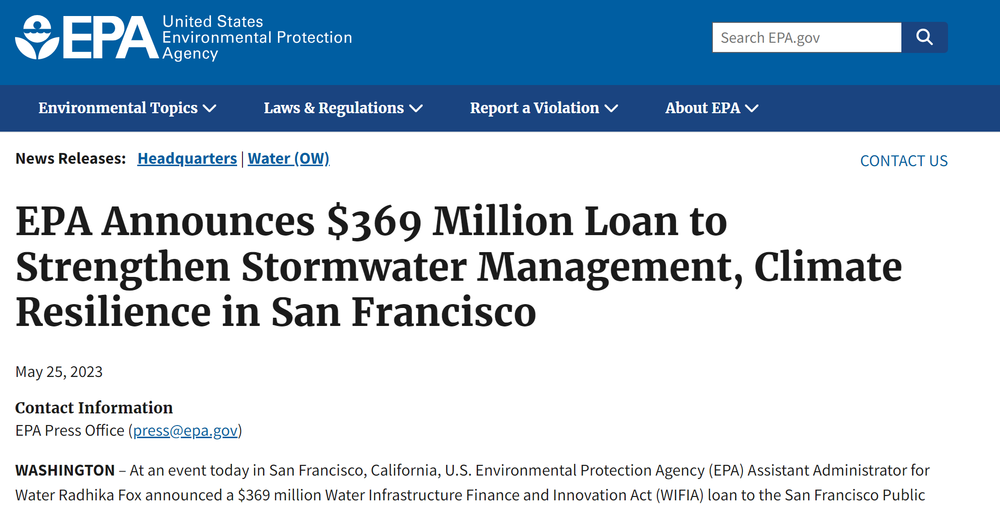 EPA United States
Environmental Protection
Agency
Search EPA.gov
Environmental Topics Laws & Regulations Report a Violation About EPA
News Releases: Headquarters | Water (OW) CONTACT US
EPA Announces $369 Million Loan to
Strengthen Stormwater Management, Climate
Resilience in San Francisco
May 25, 2023
Contact Information
EPA Press Office (press@epa.gov)
WASHINGTON – At an event today in San Francisco, California, U.S. Environmental Protection Agency (EPA) Assistant Administrator for
Water Radhika Fox announced a $369 million Water Infrastructure Finance and Innovation Act (WIFIA) loan to the San Francisco Public